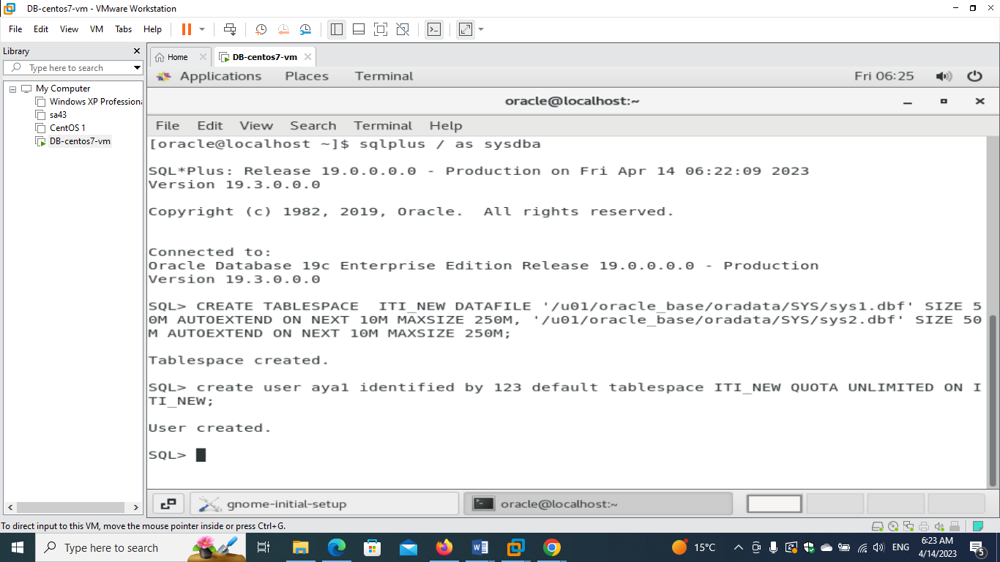 DB-centos7-vm - VMware Workstation
File Edit View VM Tabs Help
Library
Type here to search
My Computer
Windows XP Professiona
sa43
CentOS 1
DB-centos7-vm
Home DB-centos7-vm
Applications Places Terminal Fri 06:25
oracle@localhost:~
File Edit View Search Terminal Help
[oracle@localhost ~]$ sqlplus / as sysdba
SQL*Plus: Release 19.0.0.0.0 - Production on Fri Apr 14 06:22:09 2023
Version 19.3.0.0.0
Copyright (c) 1982, 2019, Oracle.  All rights reserved.
Connected to:
Oracle Database 19c Enterprise Edition Release 19.0.0.0.0 - Production
Version 19.3.0.0.0
SQL> CREATE TABLESPACE  ITI_NEW DATAFILE '/u01/oracle_base/oradata/SYS/sys1.dbf' SIZE 5
0M AUTOEXTEND ON NEXT 10M MAXSIZE 250M, '/u01/oracle_base/oradata/SYS/sys2.dbf' SIZE 50
M AUTOEXTEND ON NEXT 10M MAXSIZE 250M;
Tablespace created.
SQL> create user aya1 identified by 123 default tablespace ITI_NEW QUOTA UNLIMITED ON I
TI_NEW;
User created.
SQL>
gnome-initial-setup oracle@localhost:~
To direct input to this VM, move the mouse pointer inside or press Ctrl+G.
Type here to search 15°C ENG 6:23 AM
4/14/2023 5